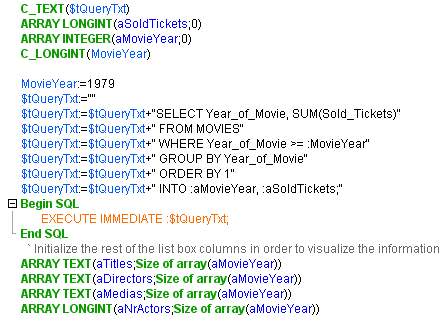 C_TEXT($tQueryTxt)
ARRAY LONGINT(aSoldTickets;0)
ARRAY INTEGER(aMovieYear;0)
C_LONGINT(MovieYear)
MovieYear:=1979
$tQueryTxt:=""
$tQueryTxt:=$tQueryTxt+"SELECT Year_of_Movie, SUM(Sold_Tickets)"
$tQueryTxt:=$tQueryTxt+" FROM MOVIES"
$tQueryTxt:=$tQueryTxt+" WHERE Year_of_Movie >= :MovieYear"
$tQueryTxt:=$tQueryTxt+" GROUP BY Year_of_Movie"
$tQueryTxt:=$tQueryTxt+" ORDER BY 1"
$tQueryTxt:=$tQueryTxt+" INTO :aMovieYear, :aSoldTickets;"
Begin SQL
EXECUTE IMMEDIATE :$tQueryTxt;
End SQL
` Initialize the rest of the list box columns in order to visualize the information
ARRAY TEXT(aTitles;Size of array(aMovieYear))
ARRAY TEXT(aDirectors;Size of array(aMovieYear))
ARRAY TEXT(aMedias;Size of array(aMovieYear))
ARRAY LONGINT(aNrActors;Size of array(aMovieYear))